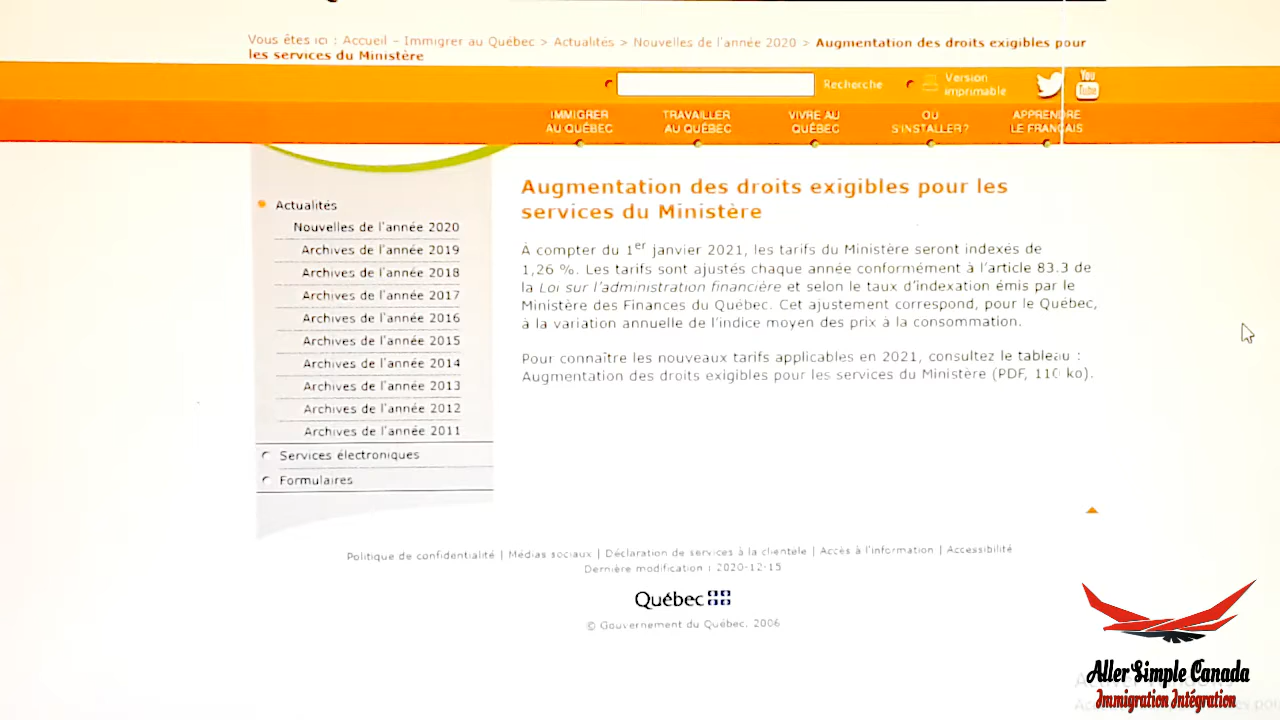 Vous êtes ici : Accueil - Immigrer au Québec > Actualités > Nouvelles de l'année 2020 > Augmentation des droits exigibles pour
les services du Ministère
Recherche
Version
imprimable
You
Tube
IMMIGRER
AU QUÉBEC
TRAVAILLER
AU QUÉBEC
VIVRE AU
QUÉBEC
OÙ
S'INSTALLER?
APPRENDRE
LE FRANÇAIS
Actualités
Nouvelles de l'année 2020
Archives de l'année 2019
Archives de l'année 2018
Archives de l'année 2017
Archives de l'année 2016
Archives de l'année 2015
Archives de l'année 2014
Archives de l'année 2013
Archives de l'année 2012
Archives de l'année 2011
Services électroniques
Formulaires
Augmentation des droits exigibles pour les
services du Ministère
À compter du 1er janvier 2021, les tarifs du Ministère seront indexés de
1,26 %. Les tarifs sont ajustés chaque année conformément à l'article 83.3 de
la Loi sur l'administration financière et selon le taux d'indexation émis par le
Ministère des Finances du Québec. Cet ajustement correspond, pour le Québec,
à la variation annuelle de l'indice moyen des prix à la consommation.
Pour connaître les nouveaux tarifs applicables en 2021, consultez le tableau :
Augmentation des droits exigibles pour les services du Ministère (PDF, 110 ko).
Politique de confidentialité | Médias sociaux | Déclaration de services à la clientèle | Accès à l'information | Accessibilité
Dernière modification : 2020-12-15
Québec
© Gouvernement du Québec, 2006
Aller Simple Canada
Immigration Intégration